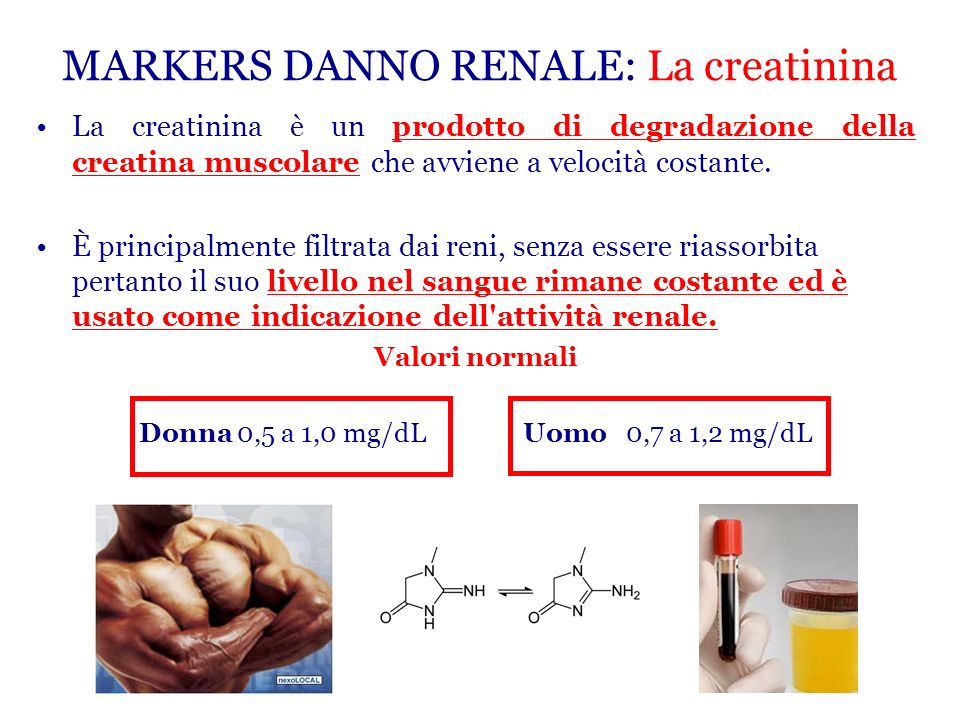 MARKERS DANNO RENALE: La creatinina
• La creatinina è un prodotto di degradazione della
creatina muscolare che avviene a velocità costante.
• È principalmente filtrata dai reni, senza essere riassorbita
pertanto il suo livello nel sangue rimane costante ed è
usato come indicazione dell'attività renale.
Valori normali
Donna 0,5 a 1,0 mg/dL
Uomo 0,7 a 1,2 mg/dL
nexoLOCAL
N
NH
N
H
O
N
NH2
N
O